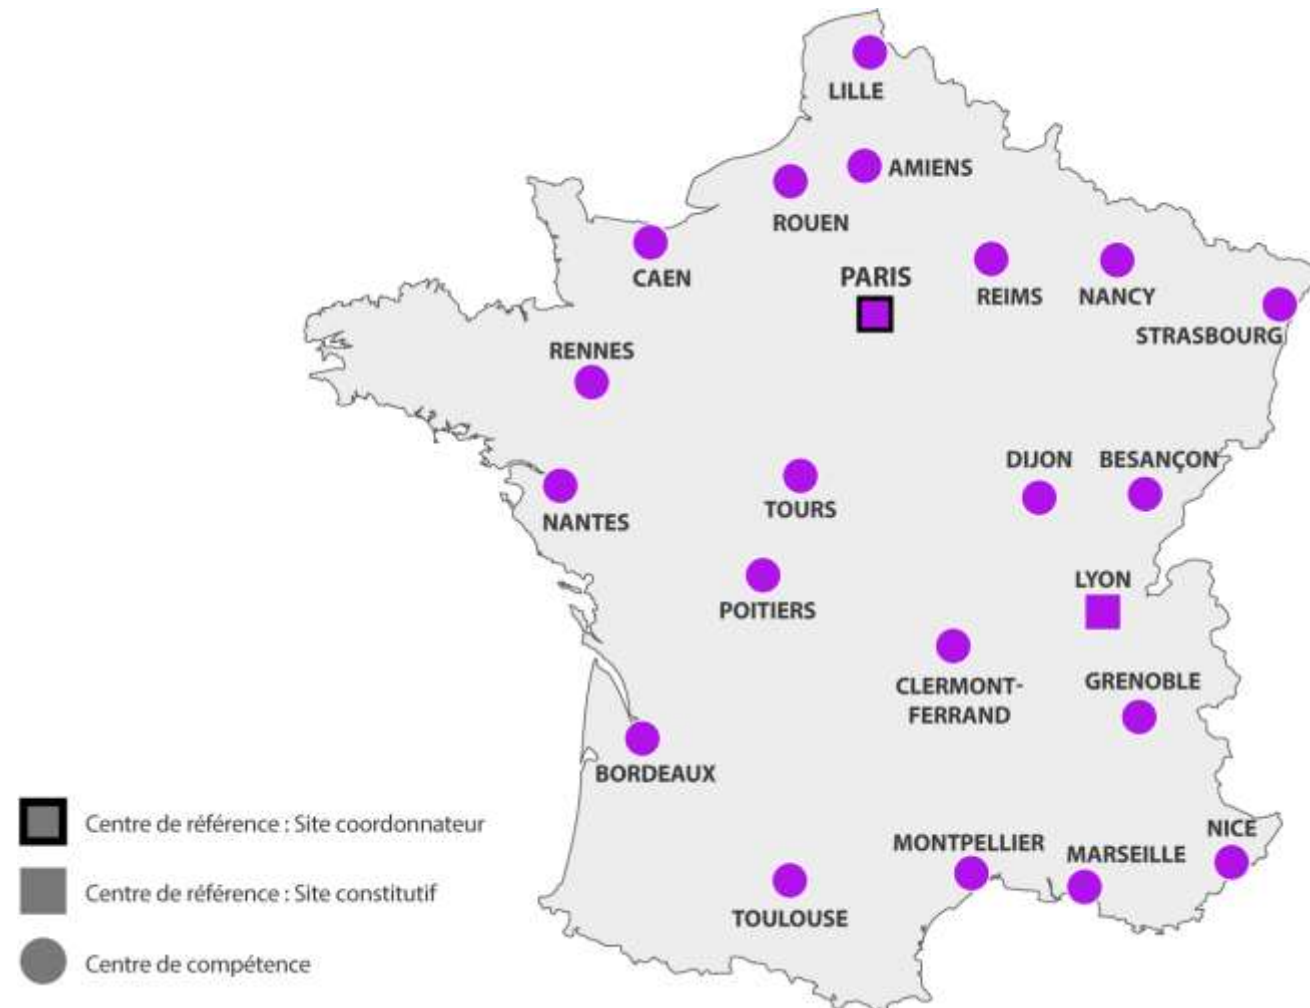 LILLE
AMIENS
ROUEN
CAEN
PARIS
REIMS
NANCY
STRASBOURG
RENNES
DIJON
BESANÇON
TOURS
NANTES
LYON
POITIERS
CLERMONT-
FERRAND
GRENOBLE
BORDEAUX
Centre de référence : Site coordonnateur
NICE
MONTPELLIER
MARSEILLE
Centre de référence : Site constitutif
TOULOUSE
Centre de compétence